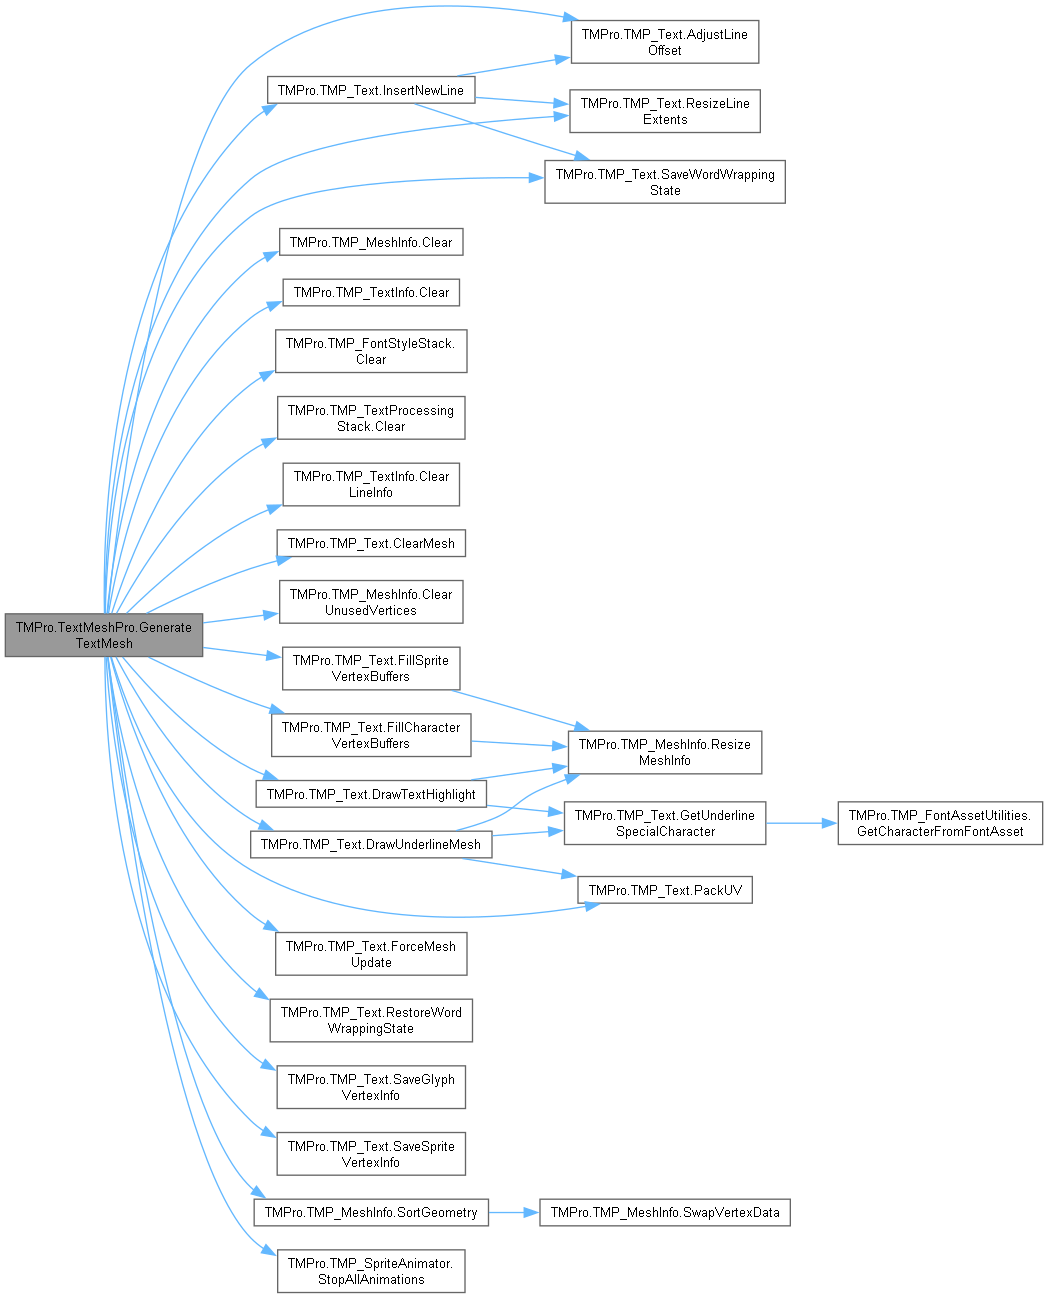 TMPro.TMP_Text.AdjustLine
Offset
TMPro.TMP_Text.InsertNewLine
TMPro.TMP_Text.ResizeLine
Extents
TMPro.TMP_Text.SaveWordWrapping
State
TMPro.TMP_MeshInfo.Clear
TMPro.TMP_TextInfo.Clear
TMPro.TMP_FontStyleStack.
Clear
TMPro.TMP_TextProcessing
Stack.Clear
TMPro.TMP_TextInfo.Clear
LineInfo
TMPro.TMP_Text.ClearMesh
TMPro.TMP_MeshInfo.Clear
UnusedVertices
TMPro.TextMeshPro.Generate
TextMesh
TMPro.TMP_Text.FillSprite
VertexBuffers
TMPro.TMP_Text.FillCharacter
VertexBuffers
TMPro.TMP_MeshInfo.Resize
MeshInfo
TMPro.TMP_Text.DrawTextHighlight
TMPro.TMP_Text.GetUnderline
SpecialCharacter
TMPro.TMP_FontAssetUtilities.
GetCharacterFromFontAsset
TMPro.TMP_Text.DrawUnderlineMesh
TMPro.TMP_Text.PackUV
TMPro.TMP_Text.ForceMesh
Update
TMPro.TMP_Text.RestoreWord
WrappingState
TMPro.TMP_Text.SaveGlyph
VertexInfo
TMPro.TMP_Text.SaveSprite
VertexInfo
TMPro.TMP_MeshInfo.SortGeometry
TMPro.TMP_MeshInfo.SwapVertexData
TMPro.TMP_SpriteAnimator.
StopAllAnimations